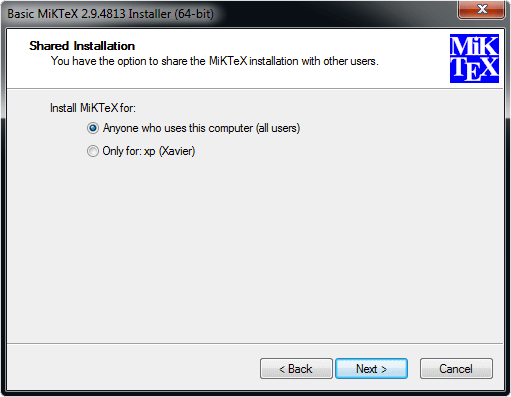 Basic MiKTeX 2.9.4813 Installer (64-bit)
Shared Installation
You have the option to share the MiKTeX installation with other users.
MiK
TEX
Install MiKTeX for:
Anyone who uses this computer (all users)
Only for: xp (Xavier)
< Back
Next >
Cancel